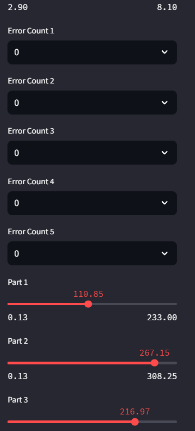 2.90 8.10
Error Count 1
0
Error Count 2
0
Error Count 3
0
Error Count 4
0
Error Count 5
0
Part 1
110.85
0.13 233.00
Part 2
267.15
0.13 308.25
Part 3
216.97